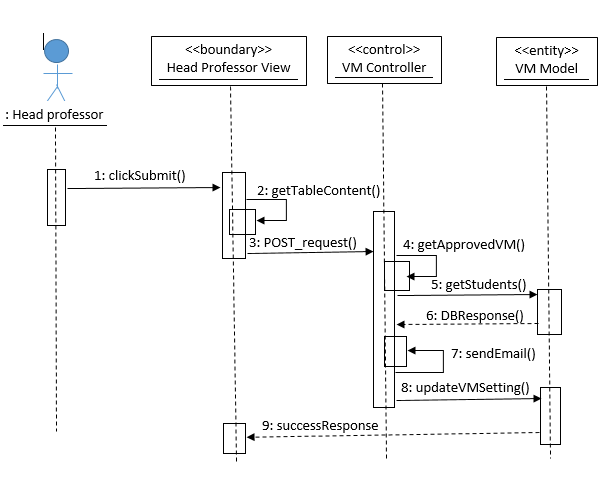 <<boundary>>
Head Professor View
<<control>>
VM Controller
<<entity>>
VM Model
: Head professor
1: clickSubmit()
2: getTableContent()
3: POST_request()
4: getApprovedVM()
5: getStudents()
6: DBResponse()
7: sendEmail()
8: updateVMSetting()
9: successResponse